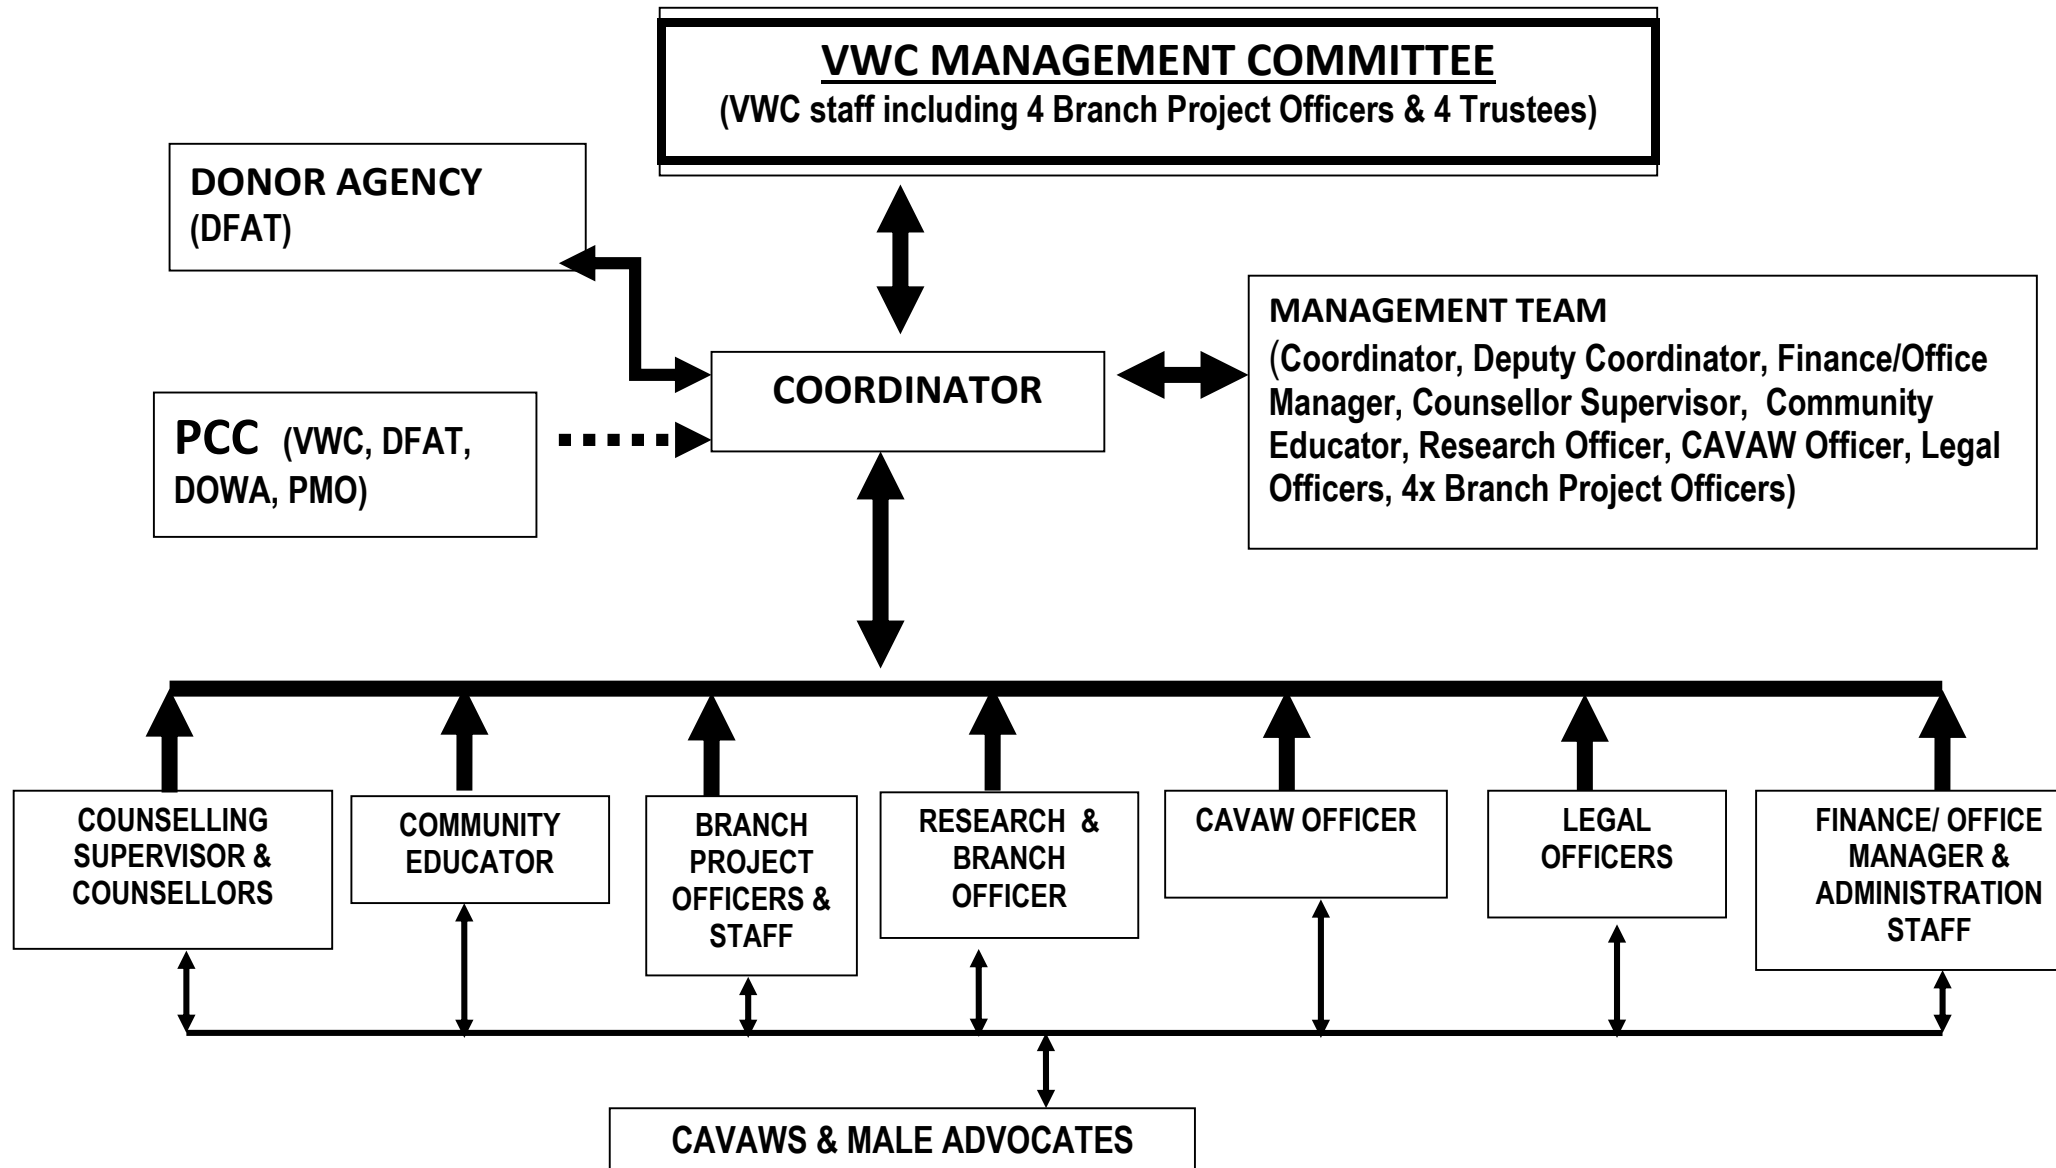 VWC MANAGEMENT COMMITTEE
(VWC staff including 4 Branch Project Officers & 4 Trustees)
DONOR AGENCY
(DFAT)
MANAGEMENT TEAM
(Coordinator, Deputy Coordinator, Finance/Office
Manager, Counsellor Supervisor,  Community
Educator, Research Officer, CAVAW Officer, Legal
Officers, 4x Branch Project Officers)
COORDINATOR
PCC (VWC, DFAT,
DOWA, PMO)
COUNSELLING
SUPERVISOR &
COUNSELLORS
COMMUNITY
EDUCATOR
BRANCH
PROJECT
OFFICERS &
STAFF
RESEARCH &
BRANCH
OFFICER
CAVAW OFFICER
LEGAL
OFFICERS
FINANCE/ OFFICE
MANAGER &
ADMINISTRATION
STAFF
CAVAWS & MALE ADVOCATES